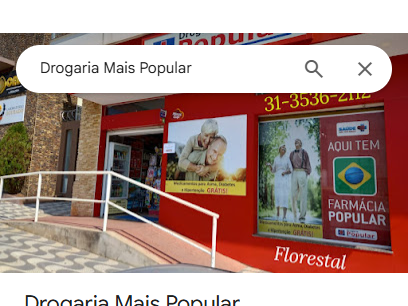 Drogaria Mais Popular
Popular
31-3536-2112
Medicamentos para Asma, Diabetes
e Hipertensão GRÁTIS!
GRÁTIS!
AQUI TEM
FARMÁCIA
POPULAR
Popular
Florestal
Drogaria Mais Popular